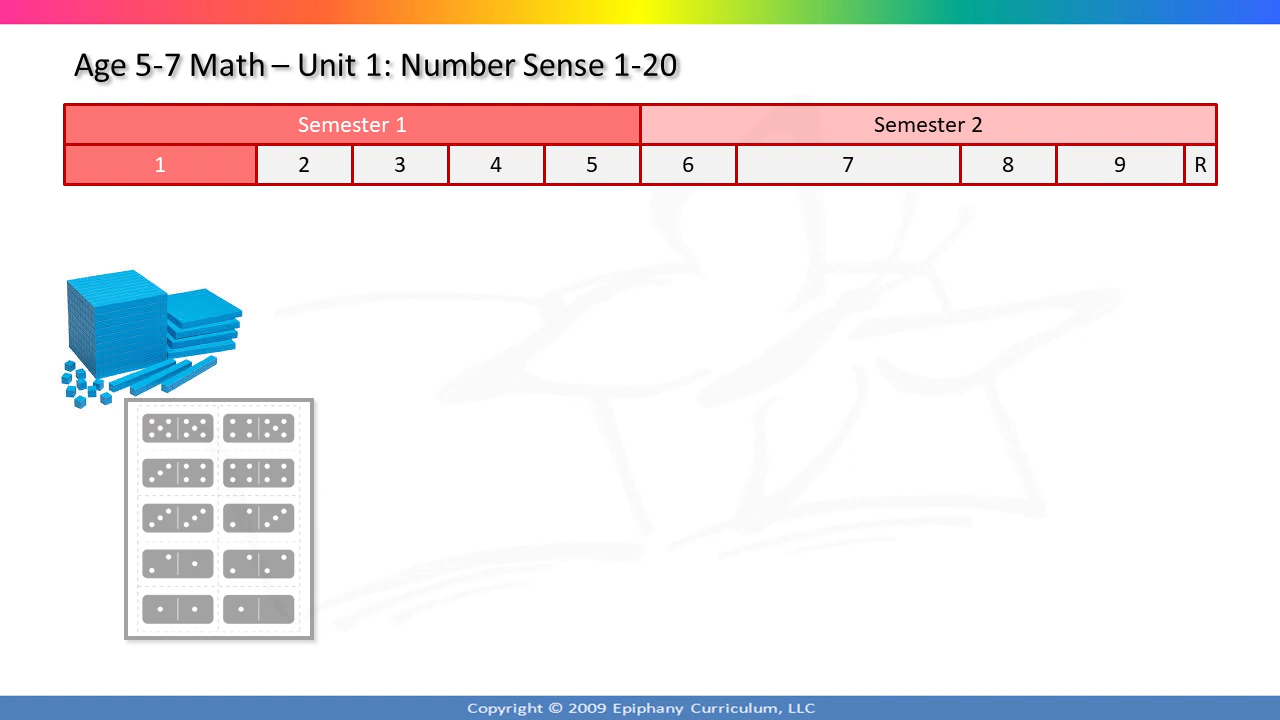 Age 5-7 Math – Unit 1: Number Sense 1-20
Semester 1 Semester 2
1 2 3 4 5 6 7 8 9 R
Copyright © 2009 Epiphany Curriculum, LLC